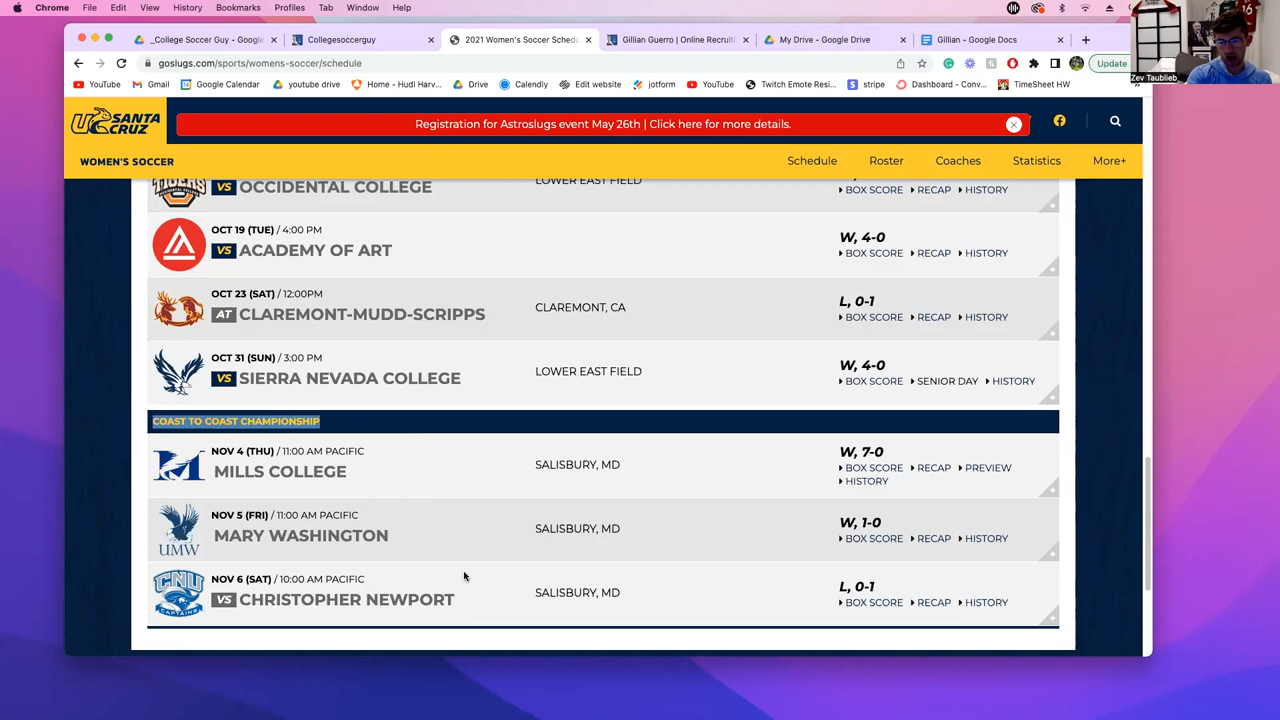 Chrome File Edit View History Bookmarks Profiles Tab Window Help
_College Soccer Guy - Google
Collegesoccerguy
2021 Women's Soccer Schedu
Gillian Guerro | Online Recruiti
My Drive - Google Drive
Gillian - Google Docs
goslugs.com/sports/womens-soccer/schedule
Update
YouTube Gmail Google Calendar youtube drive Home - Hudi Harvi... Drive Calendly Edit website jotform YouTube Twitch Emote Resi... stripe Dashboard - Conv... TimeSheet HW
Zev Taublieb
UC SANTA CRUZ
Registration for Astroslugs event May 26th | Click here for more details.
WOMEN'S SOCCER
Schedule Roster Coaches Statistics More+
TIGERS
VS OCCIDENTAL COLLEGE
LOWER EAST FIELD
BOX SCORE RECAP HISTORY
OCT 19 (TUE) / 4:00 PM
VS ACADEMY OF ART
W, 4-0
BOX SCORE RECAP HISTORY
OCT 23 (SAT) / 12:00PM
AT CLAREMONT-MUDD-SCRIPPS
CLAREMONT, CA
L, 0-1
BOX SCORE RECAP HISTORY
OCT 31 (SUN) / 3:00 PM
VS SIERRA NEVADA COLLEGE
LOWER EAST FIELD
W, 4-0
BOX SCORE SENIOR DAY HISTORY
COAST TO COAST CHAMPIONSHIP
NOV 4 (THU) / 11:00 AM PACIFIC
MILLS COLLEGE
SALISBURY, MD
W, 7-0
BOX SCORE RECAP PREVIEW
HISTORY
NOV 5 (FRI) / 11:00 AM PACIFIC
UMW
MARY WASHINGTON
SALISBURY, MD
W, 1-0
BOX SCORE RECAP HISTORY
NOV 6 (SAT) / 10:00 AM PACIFIC
CNU CAPTAINS
VS CHRISTOPHER NEWPORT
SALISBURY, MD
L, 0-1
BOX SCORE RECAP HISTORY